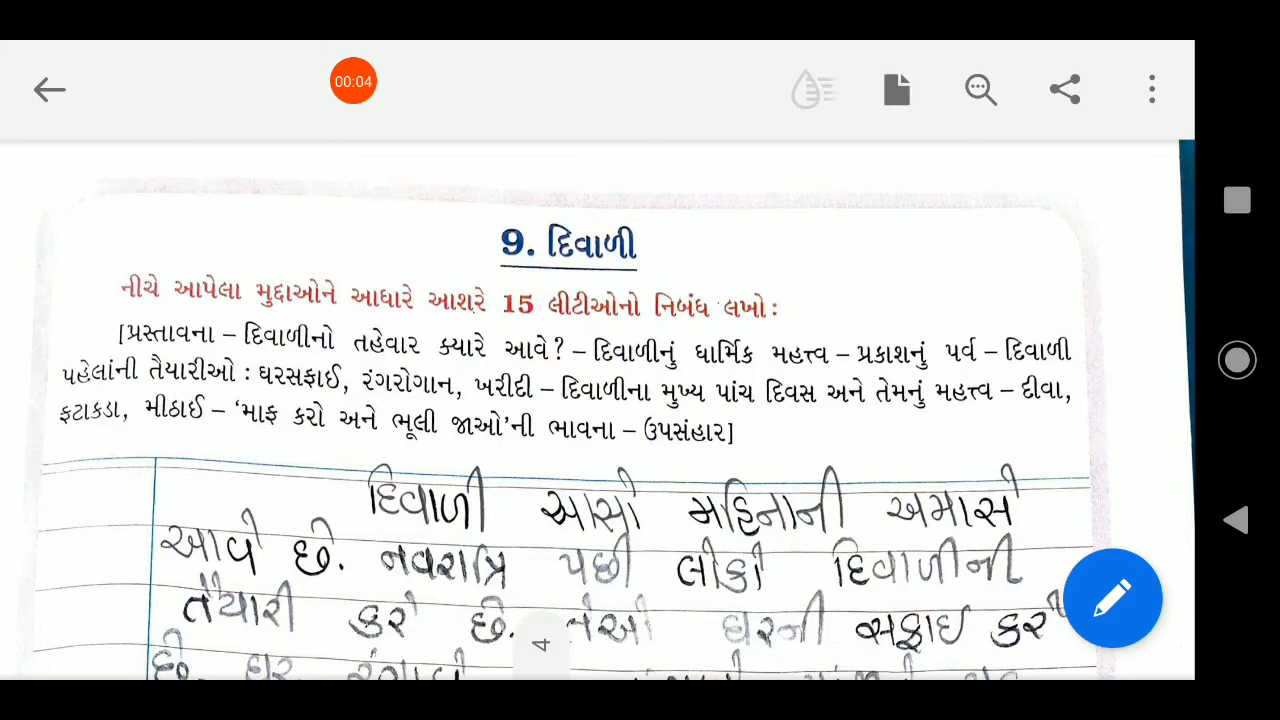 00:04
9. દિવાળી
નીચે આપેલા મુદ્દાઓને આધારે આશરે 15 લીટીઓનો નિબંધ લખો :
[પ્રસ્તાવના – દિવાળીનો તહેવાર ક્યારે આવે? – દિવાળીનું ધાર્મિક મહત્ત્વ – પ્રકાશનું પર્વ – દિવાળી
પહેલાંની તૈયારીઓ : ઘરસફાઈ, રંગરોગાન, ખરીદી – દિવાળીના મુખ્ય પાંચ દિવસ અને તેમનું મહત્ત્વ – દીવા,
ફટાકડા, મીઠાઈ – ‘માફ કરો અને ભૂલી જાઓ’ની ભાવના – ઉપસંહાર]
દિવાળી આસો મહિનાની અમાસે
આવે છે. નવરાત્રિ પછી લોકો દિવાળીની
તૈયારી કરે છે. તેઓ ઘરની સફાઈ કરે
છે. ઘર
4